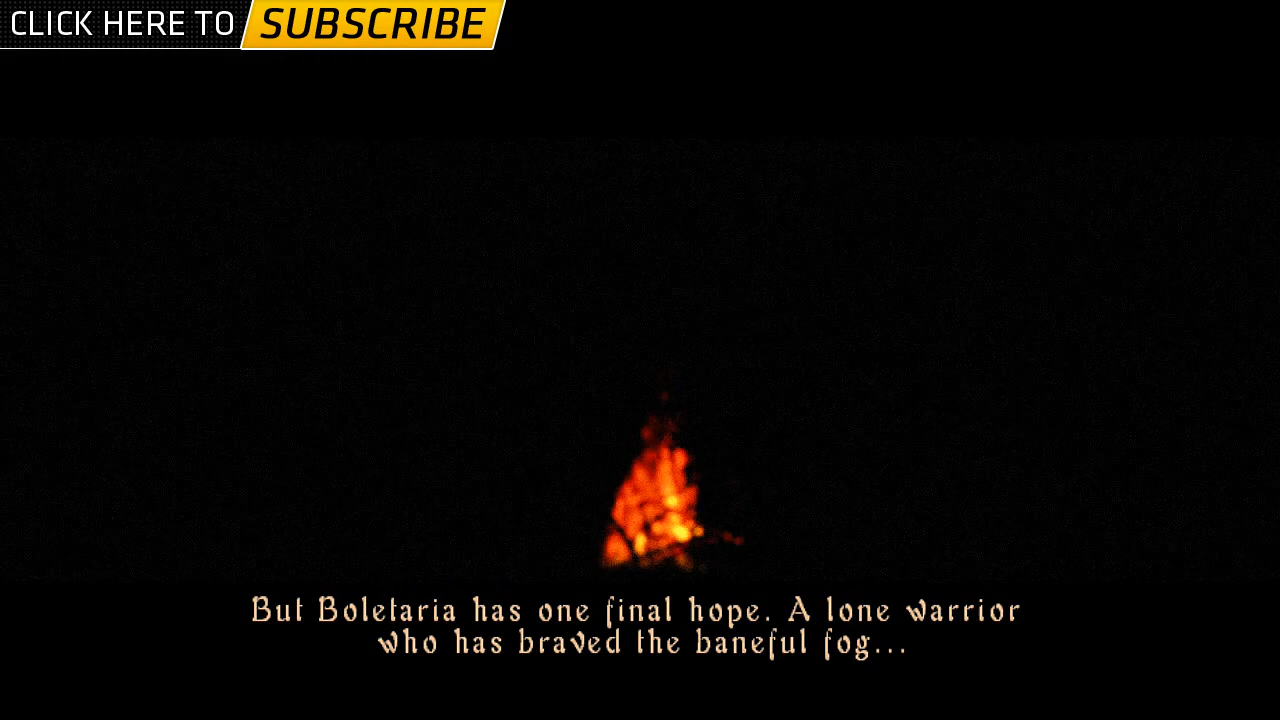 CLICK HERE TO SUBSCRIBE
But Boletaria has one final hope. A lone warrior
who has braved the baneful fog...